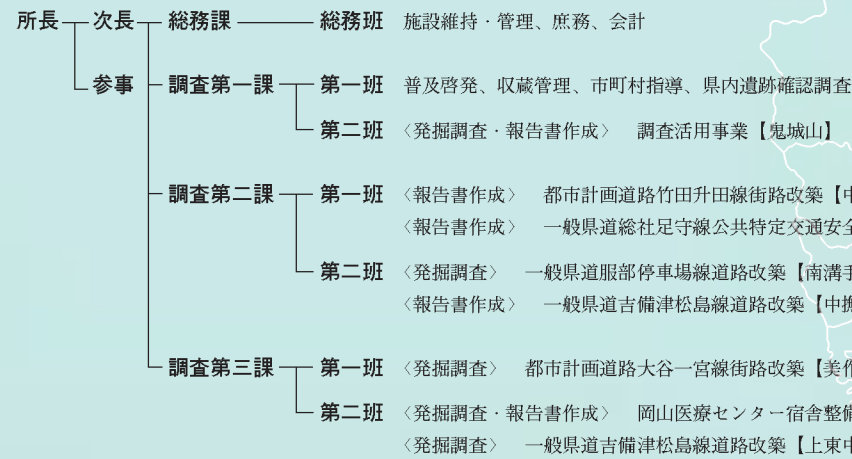 所長 次長 総務課 総務班 施設維持・管理、庶務、会計
参事 調査第一課 第一班 普及啓発、収蔵管理、市町村指導、県内遺跡確認調査
第二班 〈発掘調査・報告書作成〉 調査活用事業【鬼城山】
調査第二課 第一班 〈報告書作成〉 都市計画道路竹田升田線街路改築【中
〈報告書作成〉 一般県道総社足守線公共特定交通安全
第二班 〈発掘調査〉 一般県道服部停車場線道路改築【南溝手
〈報告書作成〉 一般県道吉備津松島線道路改築【中撫
調査第三課 第一班 〈発掘調査〉 都市計画道路大谷一宮線街路改築【美作
第二班 〈発掘調査・報告書作成〉 岡山医療センター宿舎整備
〈発掘調査〉 一般県道吉備津松島線道路改築【上東中